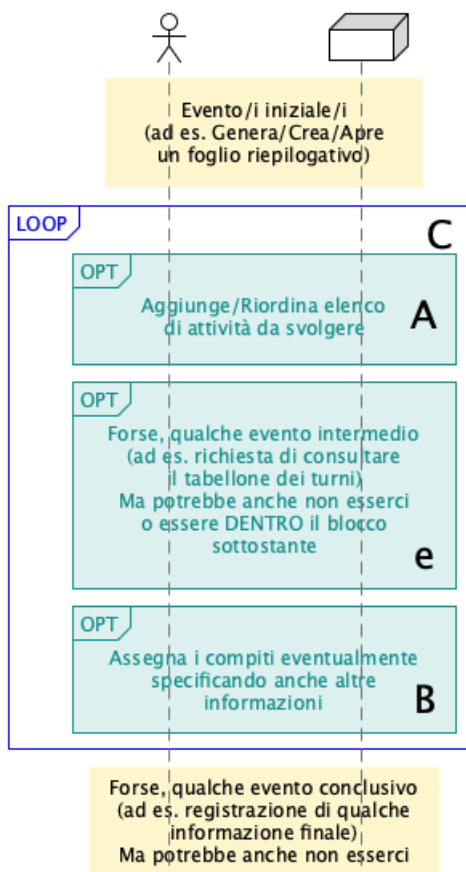 Evento/i iniziale/i
(ad es. Genera/Crea/Apre
un foglio riepilogativo)
LOOP
C
OPT
Aggiunge/Riordina elenco
di attività da svolgere
A
OPT
Forse, qualche evento intermedio
(ad es. richiesta di consultare
il tabellone dei turni)
Ma potrebbe anche non esserci
o essere DENTRO il blocco
sottostante
e
OPT
Assegna i compiti eventualmente
specificando anche altre
informazioni
B
Forse, qualche evento conclusivo
(ad es. registrazione di qualche
informazione finale)
Ma potrebbe anche non esserci